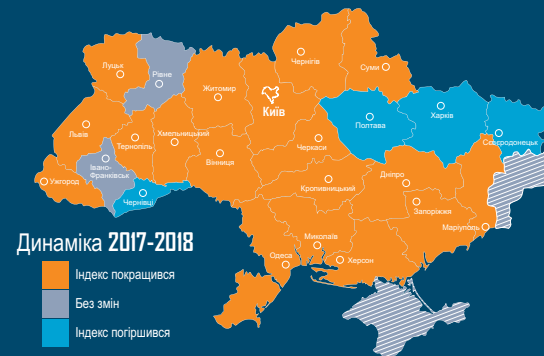 Чернігів
Луцьк
Рівне
Суми
Житомир
Київ
Харків
Полтава
Львів
Хмельницький
Черкаси
Сєвєродонецьк
Тернопіль
Вінниця
Івано-
Франківськ
Ужгород
Дніпро
Кропивницький
Чернівці
Запоріжжя
Маріуполь
Миколаїв
Одеса
Херсон
Динаміка 2017-2018
Індекс покращився
Без змін
Індекс погіршився